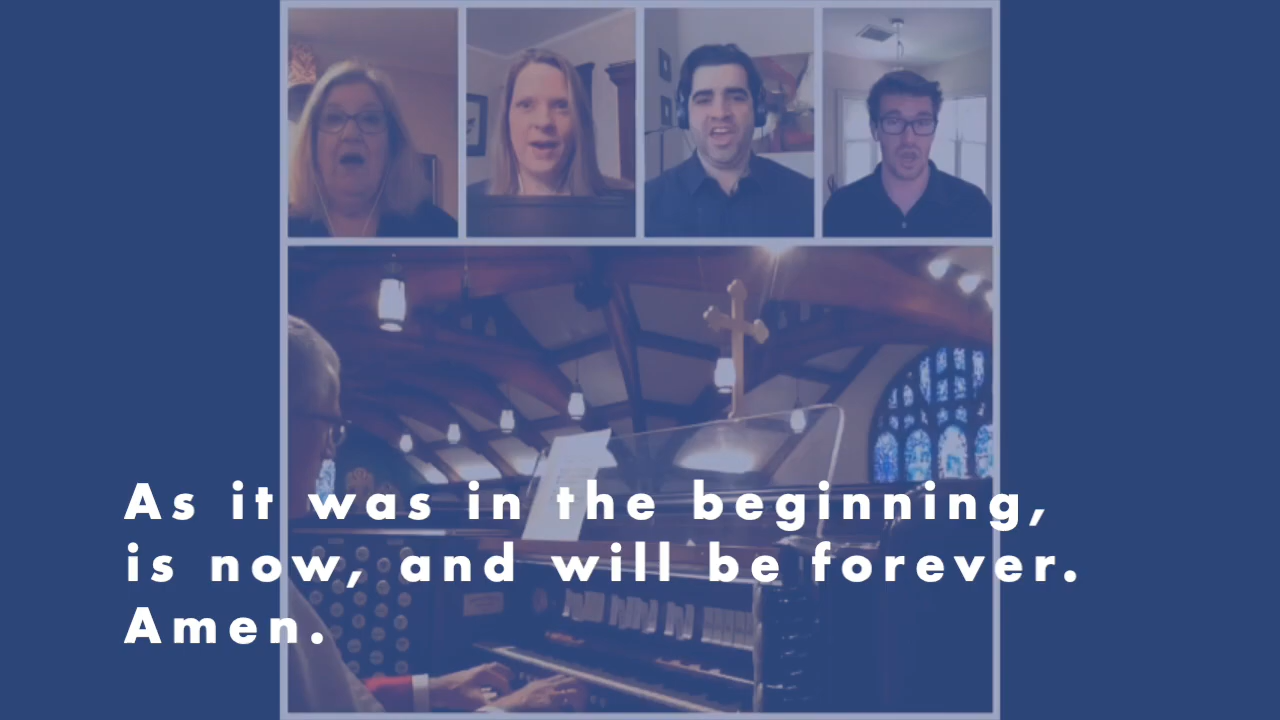 As it was in the beginning,
is now, and will be forever.
Amen.